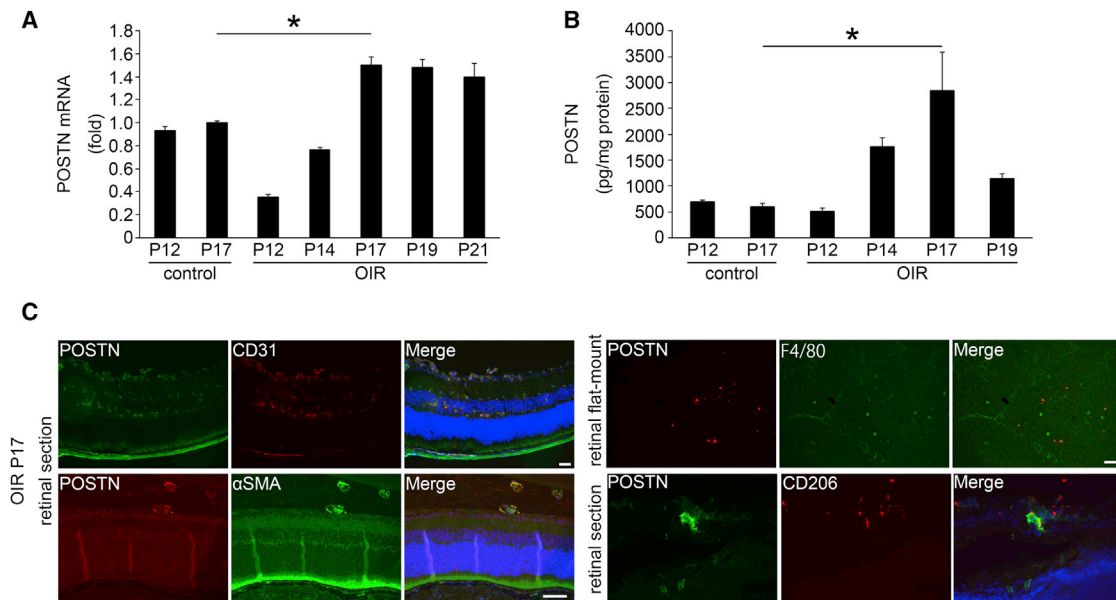 A
*
POSTN mRNA
(fold)
1.8
1.6
1.4
1.2
1.0
0.8
0.6
0.4
0.2
0
P12 P17 P12 P14 P17 P19 P21
control OIR
B
*
POSTN
(pg/mg protein)
4000
3500
3000
2500
2000
1500
1000
500
0
P12 P17 P12 P14 P17 P19
control OIR
C
OIR P17
retinal section
POSTN CD31 Merge
POSTN αSMA Merge
retinal flat-mount
POSTN F4/80 Merge
retinal section
POSTN CD206 Merge